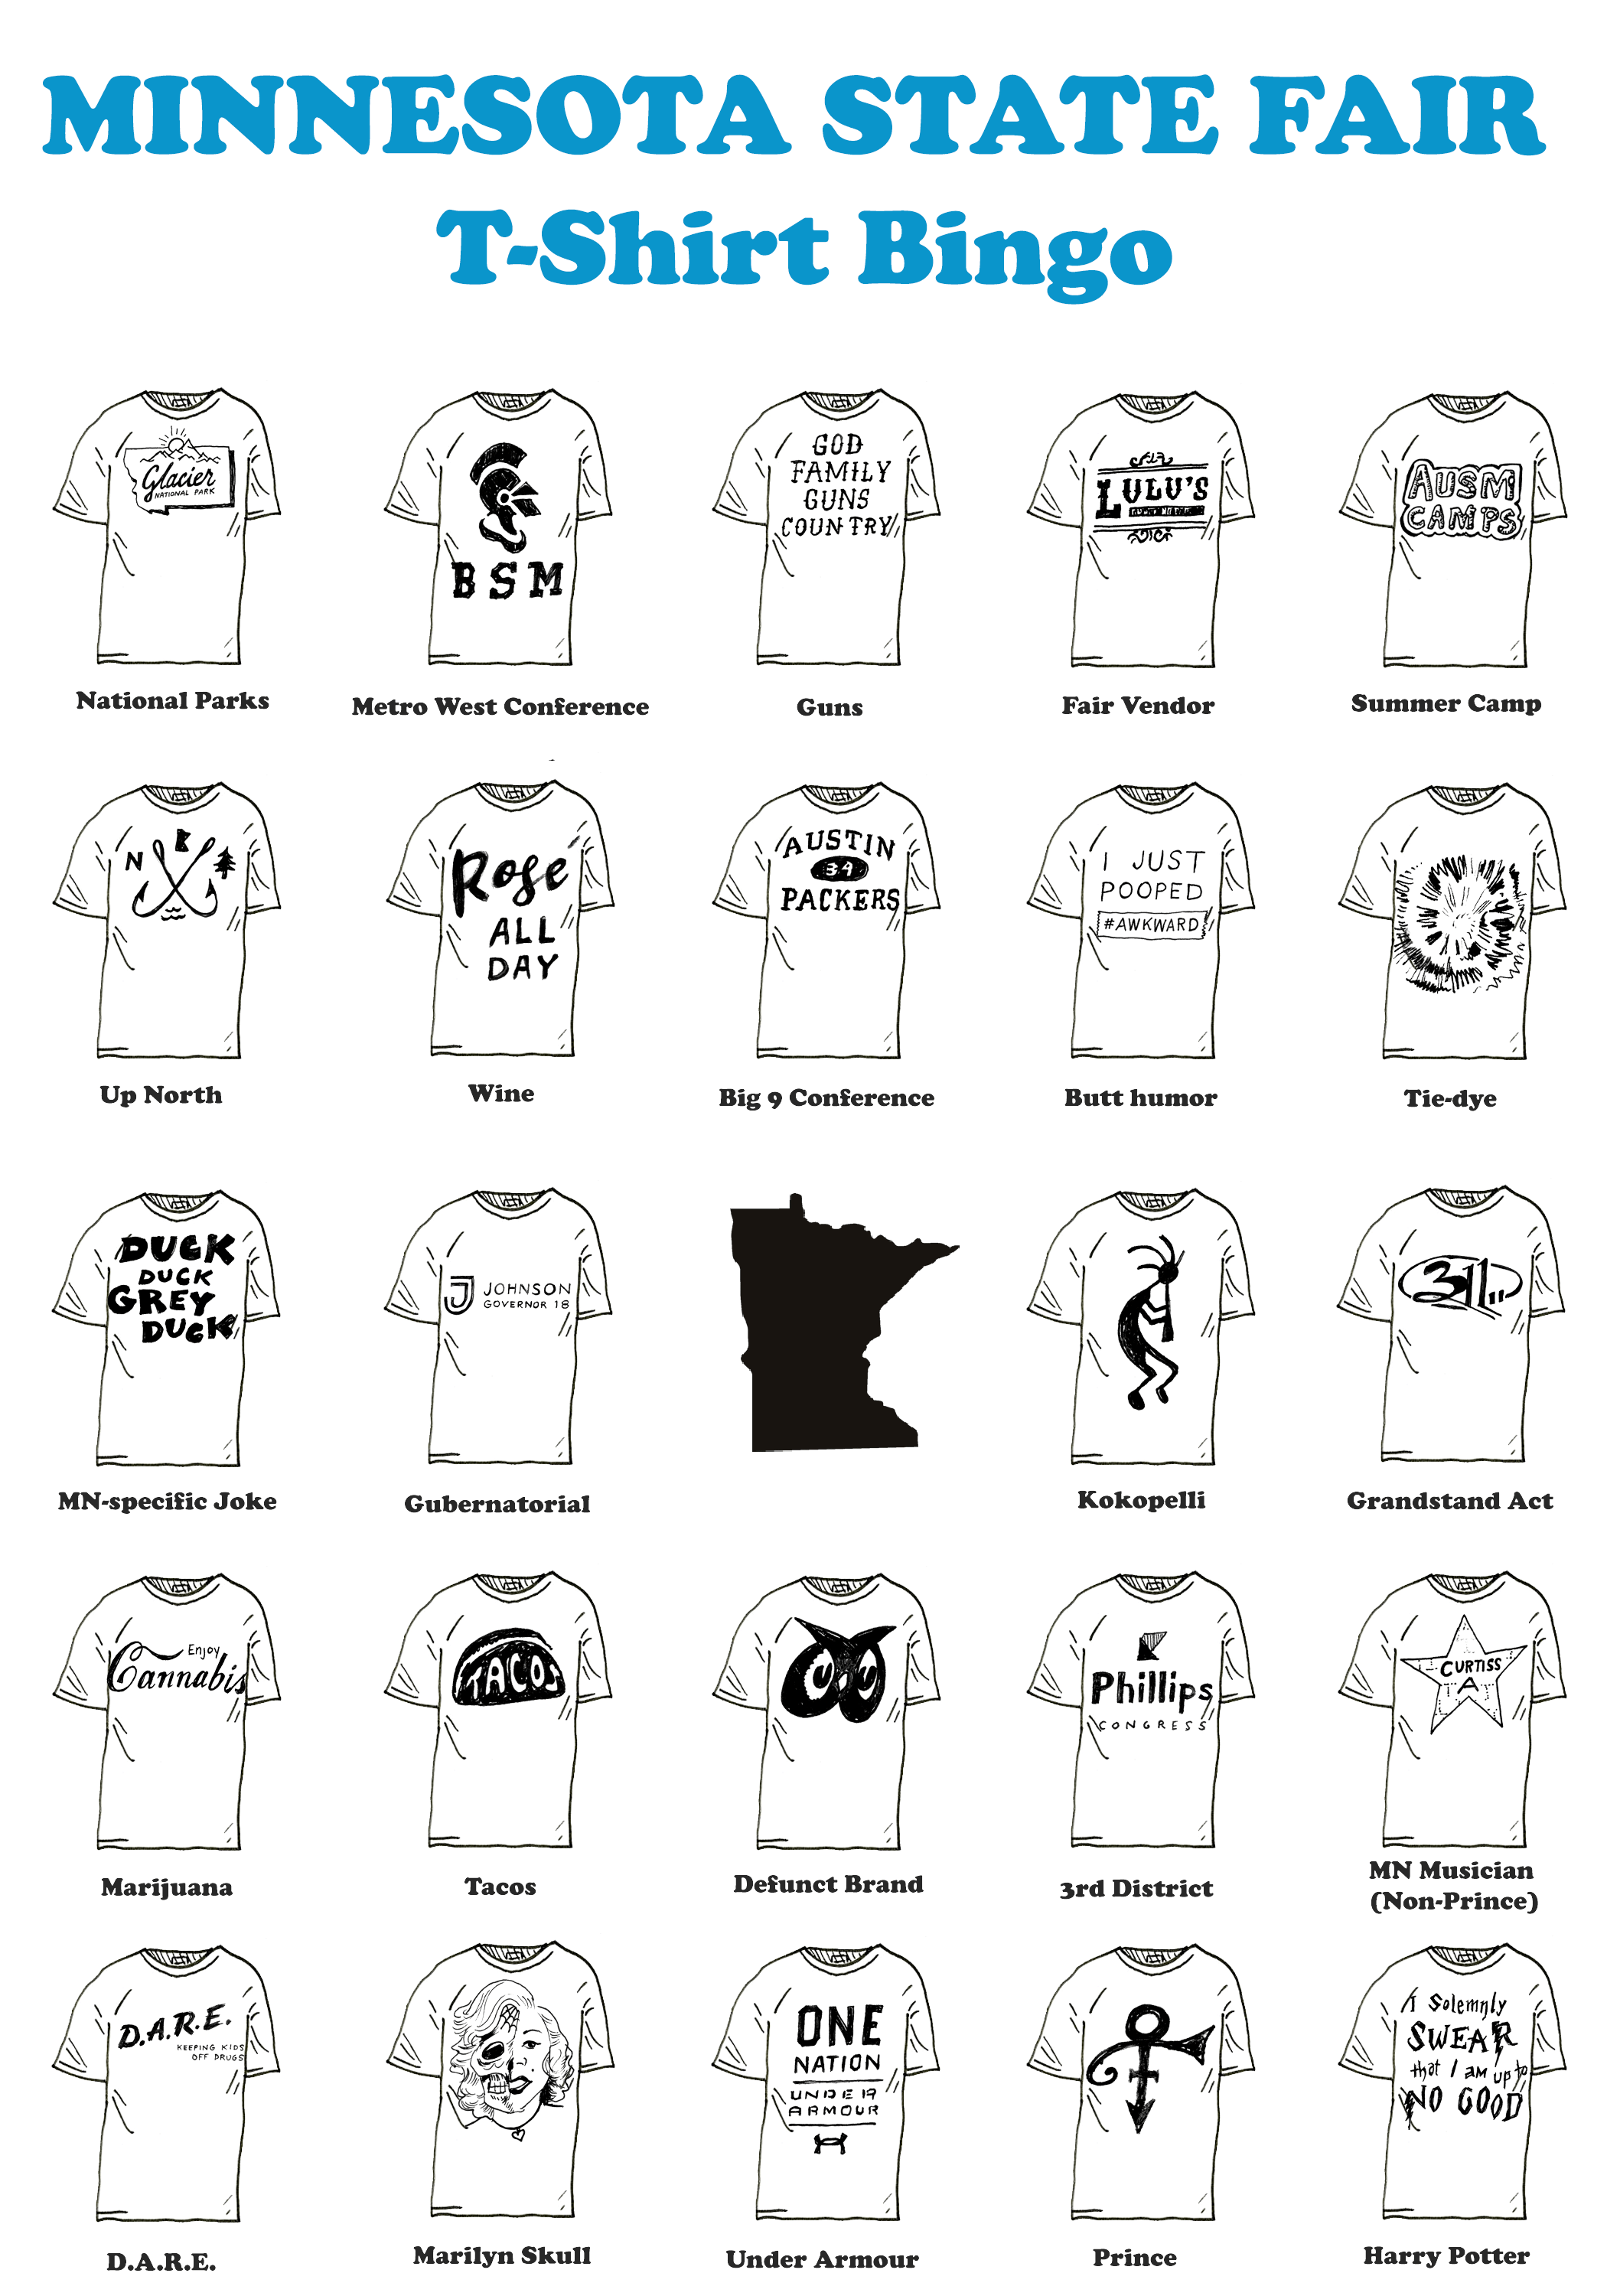 MINNESOTA STATE FAIR
T-Shirt Bingo
Glacier
NATIONAL PARK
National Parks
BSM
Metro West Conference
GOD
FAMILY
GUNS
COUNTRY
Guns
LULU'S
Fair Vendor
AUSM
CAMPS
Summer Camp
N K
Up North
Rosé
ALL
DAY
Wine
AUSTIN
34
PACKERS
Big 9 Conference
I JUST
POOPED
#AWKWARD
Butt humor
Tie-dye
DUCK
DUCK
GREY
DUCK
MN-specific Joke
J JOHNSON
GOVERNOR 18
Gubernatorial
Kokopelli
311
Grandstand Act
Enjoy
Cannabis
Marijuana
TACOS
Tacos
Defunct Brand
Phillips
CONGRESS
3rd District
CURTISS
A
MN Musician
(Non-Prince)
D.A.R.E.
KEEPING KIDS
OFF DRUGS
D.A.R.E.
Marilyn Skull
ONE
NATION
UNDER
ARMOUR
Under Armour
Prince
I Solemnly
SWEAR
that I AM up to
NO GOOD
Harry Potter